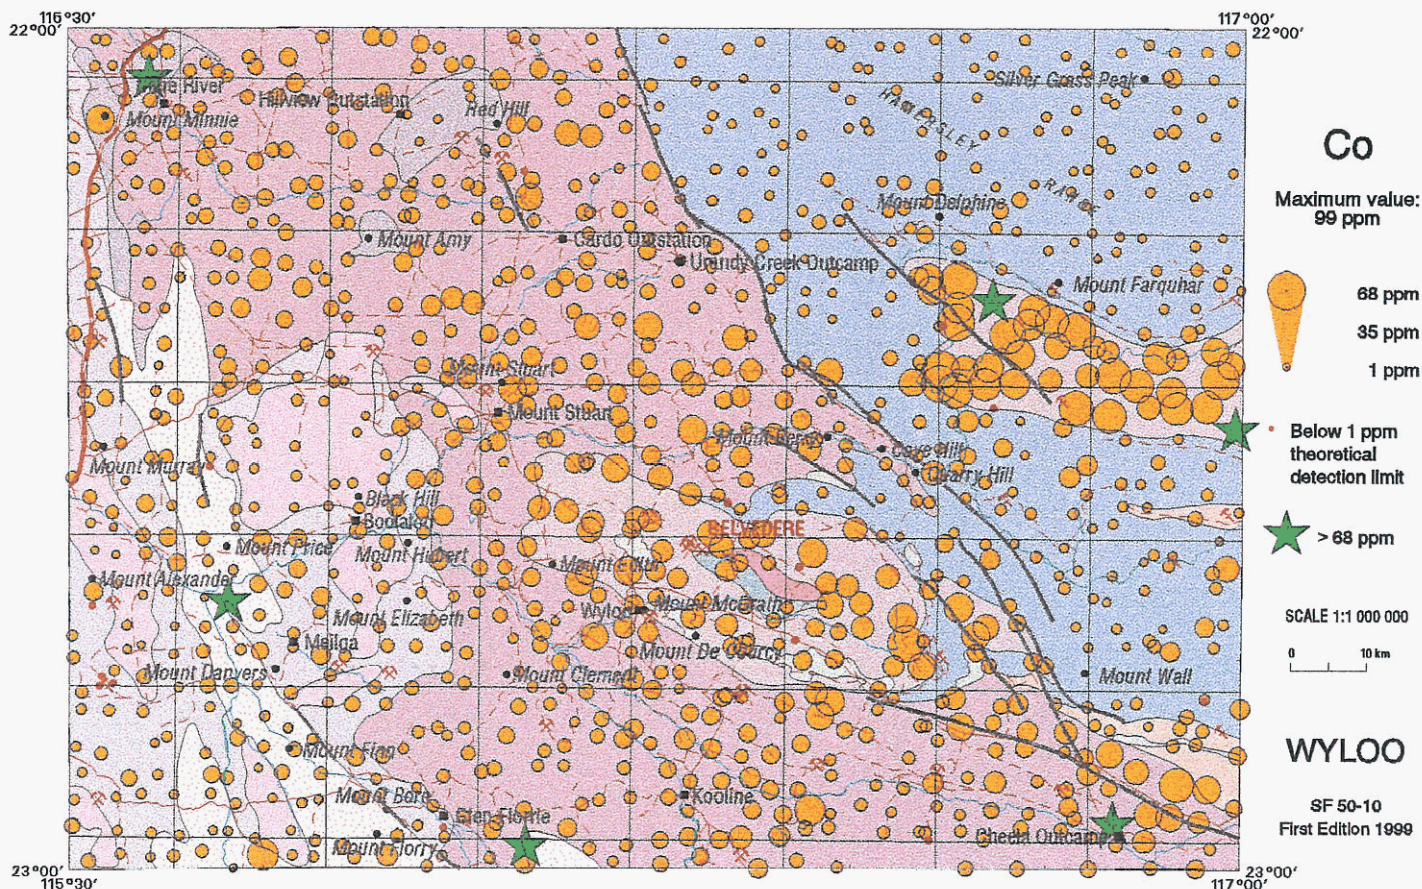 116°30'
22°00'
117°00'
22°00'
Silver Grass Peak
River
Hillview Outstation
Red Hill
Mount Minnie
HAMERSLEY
RANGE
Co
Maximum value:
99 ppm
Mount Delphine
Mount Amy
Cardo Outstation
Urandy Creek Outcamp
Mount Farquhar
68 ppm
35 ppm
1 ppm
Mount Stuart
Mount Stuart
Mount Murray
Cave Hill
Quarry Hill
Below 1 ppm
theoretical
detection limit
Black Hill
Boolaloo
BELVEDERE
> 68 ppm
Mount Price
Mount Hubert
Mount Edith
Mount Alexander
Mount Elizabeth
Wyloo
Mount McGrath
SCALE 1:1 000 000
Mellga
Mount De Courcy
0 10 km
Mount Danvers
Mount Clement
Mount Wall
WYLOO
Mount Bore
Kooline
SF 50-10
Glen Florrie
First Edition 1999
Mount Florry
Cheela Outcamp
23°00'
115°30'
23°00'
117°00'